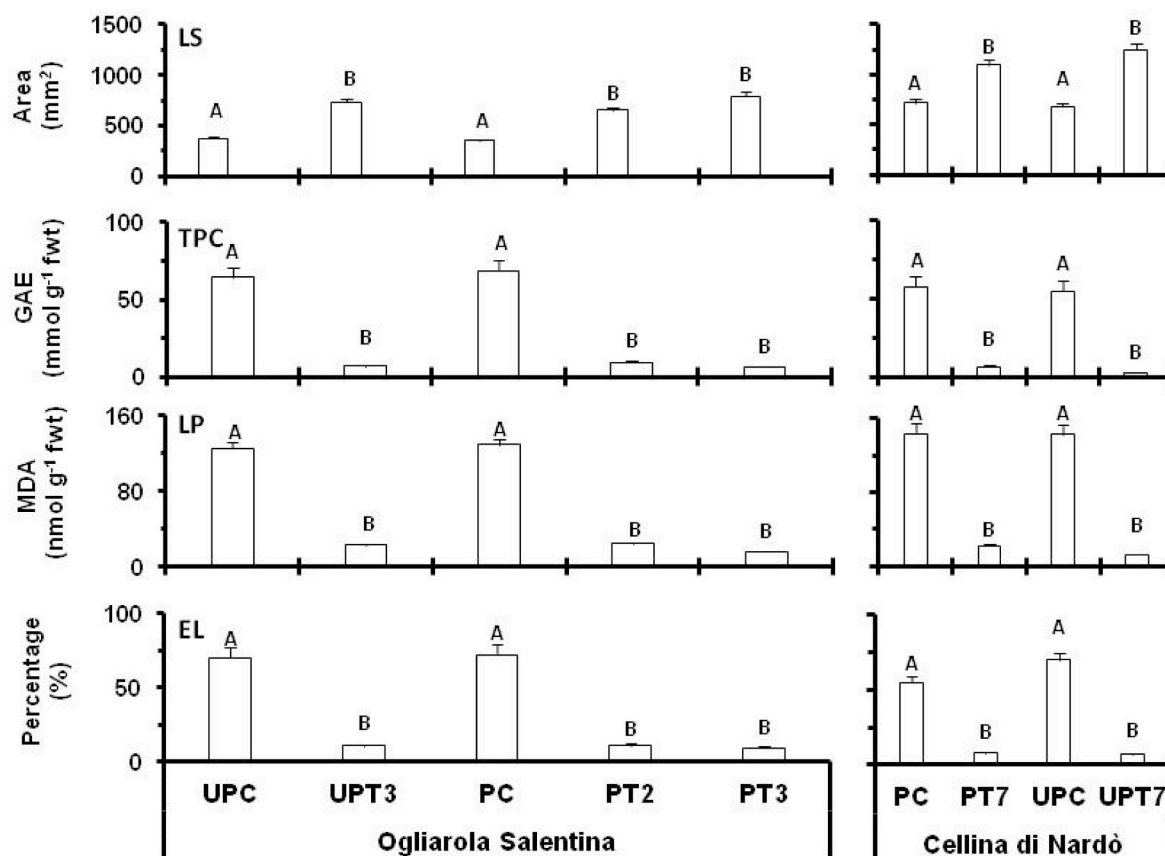 Area
(mm²)
1500
1000
500
0
LS
A
B
A
B
B
A
B
A
B
GAE
(mmol g⁻¹ fwt)
100
50
0
TPC
A
B
A
B
B
A
B
A
B
MDA
(nmol g⁻¹ fwt)
160
80
0
LP
A
B
A
B
B
A
B
A
B
Percentage
(%)
100
50
0
EL
A
B
A
B
B
A
B
A
B
UPC UPT3 PC PT2 PT3
PC PT7 UPC UPT7
Ogliarola Salentina
Cellina di Nardò